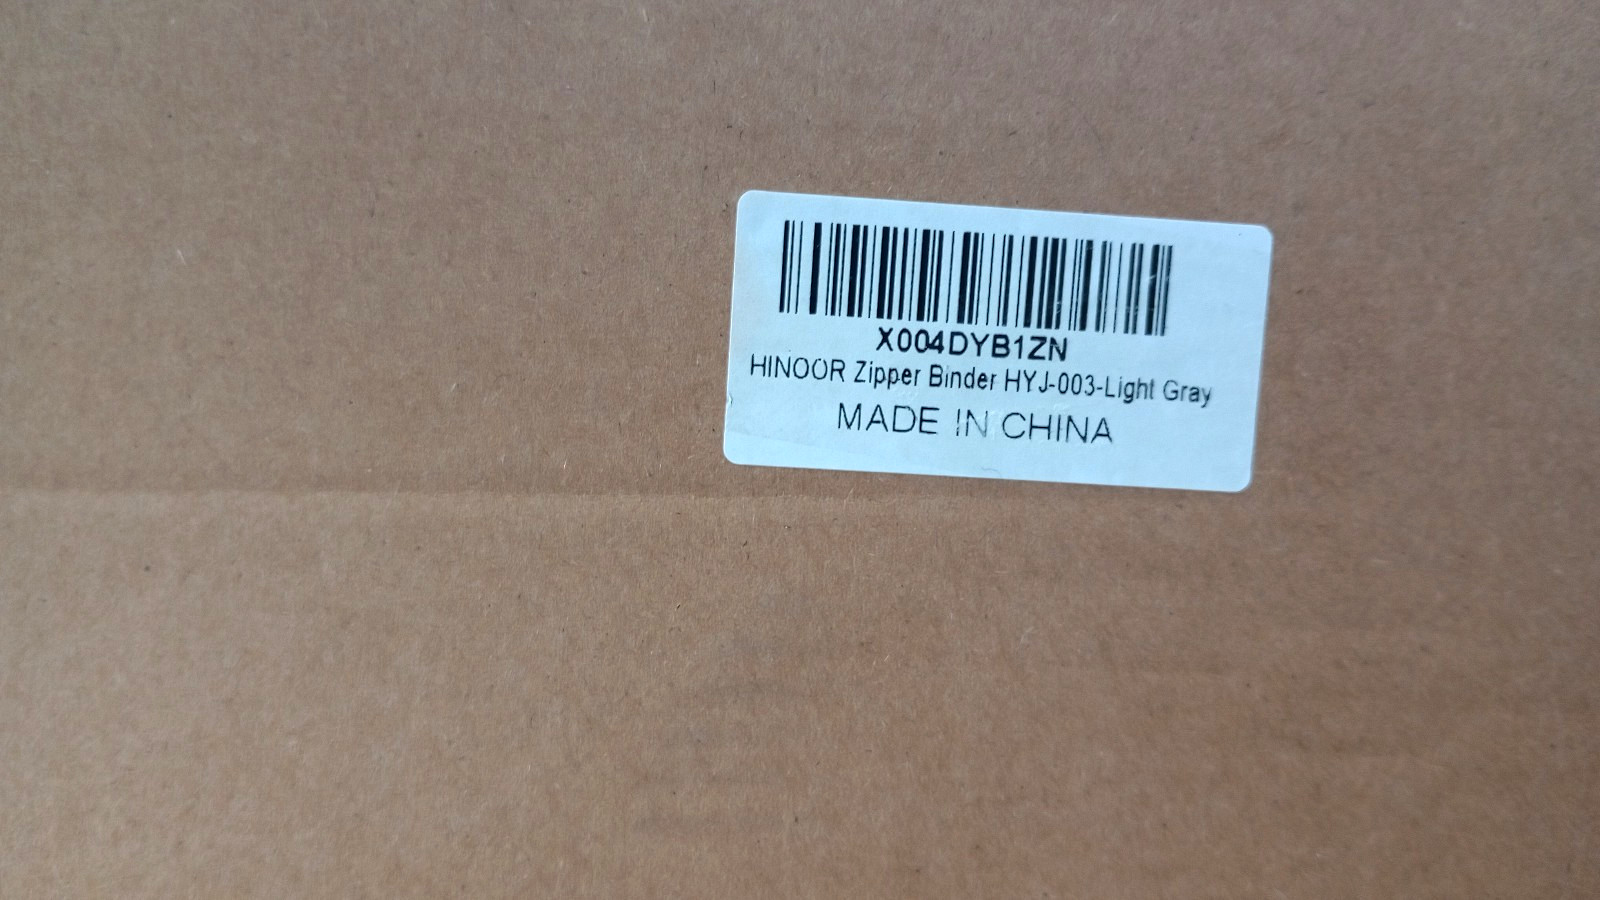 X004DYB1ZN
HINOOR Zipper Binder HYJ-003-Light Gray
MADE IN CHINA